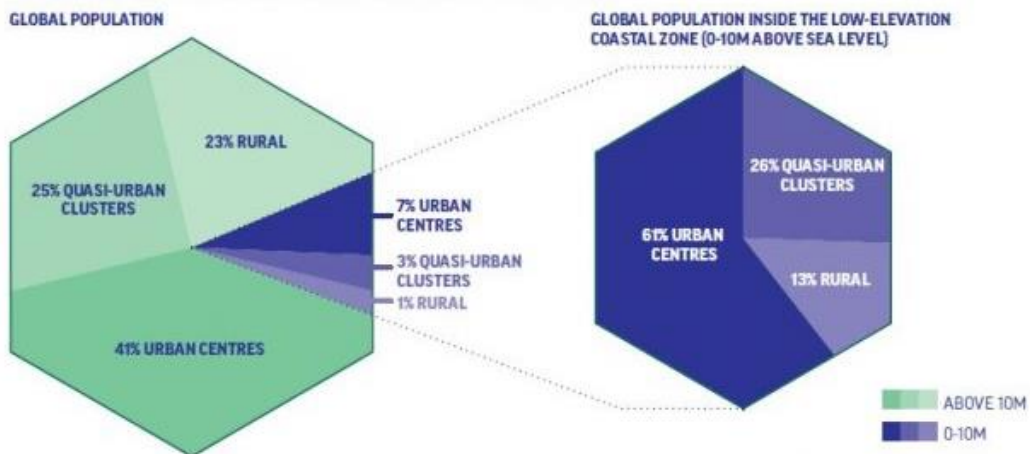 GLOBAL POPULATION
23% RURAL
25% QUASI-URBAN
CLUSTERS
7% URBAN
CENTRES
3% QUASI-URBAN
CLUSTERS
1% RURAL
41% URBAN CENTRES
GLOBAL POPULATION INSIDE THE LOW-ELEVATION
COASTAL ZONE (0-10M ABOVE SEA LEVEL)
26% QUASI-URBAN
CLUSTERS
61% URBAN
CENTRES
13% RURAL
ABOVE 10M
0-10M